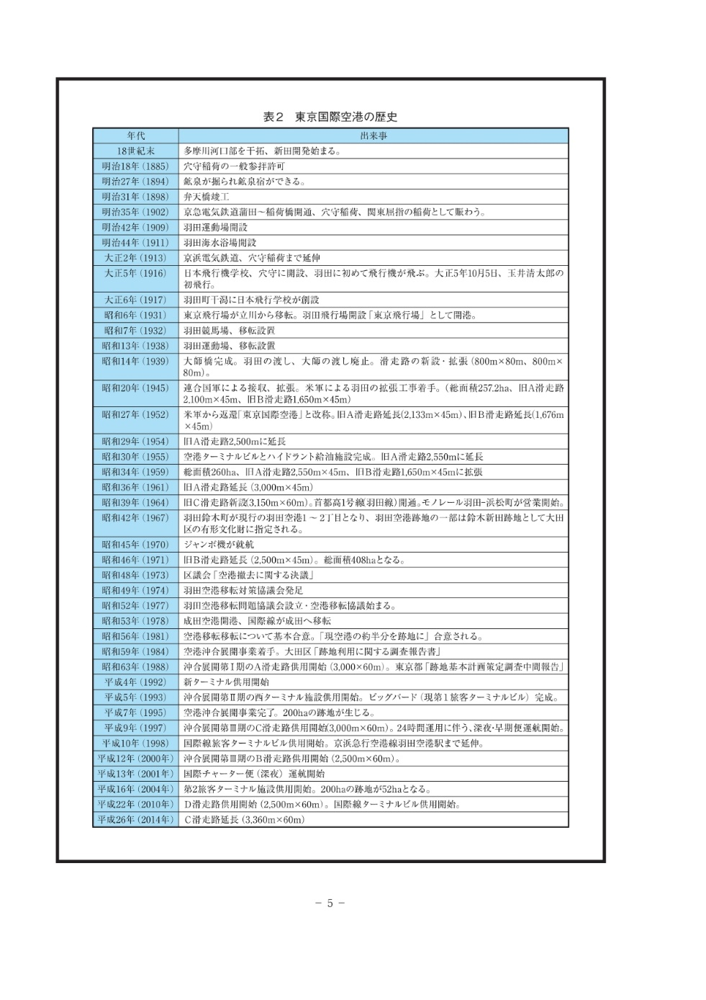 表2　東京国際空港の歴史
年代　出来事
18世紀末　多摩川河口部を干拓、新田開発始まる。
明治18年（1885）　穴守稲荷の一般参拝許可
明治27年（1894）　鉱泉が掘られ鉱泉宿ができる。
明治31年（1898）　弁天橋竣工
明治35年（1902）　京急電気鉄道蒲田～稲荷橋開通、穴守稲荷、関東屈指の稲荷として賑わう。
明治42年（1909）　羽田運動場開設
明治44年（1911）　羽田海水浴場開設
大正2年（1913）　京浜電気鉄道、穴守稲荷まで延伸
大正5年（1916）　日本飛行機学校、穴守に開設、羽田に初めて飛行機が飛ぶ。大正5年10月5日、玉井清太郎の
初飛行。
大正6年（1917）　羽田町干潟に日本飛行学校が創設
昭和6年（1931）　東京飛行場が立川から移転。羽田飛行場開設「東京飛行場」として開港。
昭和7年（1932）　羽田競馬場、移転設置
昭和13年（1938）　羽田運動場、移転設置
昭和14年（1939）　大師橋完成。羽田の渡し、大師の渡し廃止。滑走路の新設・拡張（800m×80m、800m×
80m）。
昭和20年（1945）　連合国軍による接収、拡張。米軍による羽田の拡張工事着手。（総面積257.2ha、旧A滑走路
2,100m×45m、旧B滑走路1,650m×45m）
昭和27年（1952）　米軍から返還「東京国際空港」と改称。旧A滑走路延長（2,133m×45m）、旧B滑走路延長（1,676m
×45m）
昭和29年（1954）　旧A滑走路2,500mに延長
昭和30年（1955）　空港ターミナルビルとハイドラント給油施設完成。旧A滑走路2,550mに延長
昭和34年（1959）　総面積260ha、旧A滑走路2,550m×45m、旧B滑走路1,650m×45mに拡張
昭和36年（1961）　旧A滑走路延長（3,000m×45m）
昭和39年（1964）　旧C滑走路新設（3,150m×60m）。首都高1号線（羽田線）開通。モノレール羽田-浜松町が営業開始。
昭和42年（1967）　羽田鈴木町が現行の羽田空港1～2丁目となり、羽田空港跡地の一部は鈴木新田跡地として大田
区の有形文化財に指定される。
昭和45年（1970）　ジャンボ機が就航
昭和46年（1971）　旧B滑走路延長（2,500m×45m）。総面積408haとなる。
昭和48年（1973）　区議会「空港撤去に関する決議」
昭和49年（1974）　羽田空港移転対策協議会発足
昭和52年（1977）　羽田空港移転問題協議会設立・空港移転協議始まる。
昭和53年（1978）　成田空港開港、国際線が成田へ移転
昭和56年（1981）　空港移転移転について基本合意。「現空港の約半分を跡地に」合意される。
昭和59年（1984）　空港沖合展開事業着手。大田区「跡地利用に関する調査報告書」
昭和63年（1988）　沖合展開第Ⅰ期のA滑走路供用開始（3,000×60m）。東京都「跡地基本計画策定調査中間報告」
平成4年（1992）　新ターミナル供用開始
平成5年（1993）　沖合展開第Ⅱ期の西ターミナル施設供用開始。ビッグバード（現第1旅客ターミナルビル）完成。
平成7年（1995）　空港沖合展開事業完了。200haの跡地が生じる。
平成9年（1997）　沖合展開第Ⅲ期のC滑走路供用開始（3,000m×60m）。24時間運用に伴う、深夜・早期便運航開始。
平成10年（1998）　国際線旅客ターミナルビル供用開始。京浜急行空港線羽田空港駅まで延伸。
平成12年（2000年）　沖合展開第Ⅲ期のB滑走路供用開始（2,500m×60m）。
平成13年（2001年）　国際チャーター便（深夜）運航開始
平成16年（2004年）　第2旅客ターミナル施設供用開始。200haの跡地が52haとなる。
平成22年（2010年）　D滑走路供用開始（2,500m×60m）。国際線ターミナルビル供用開始。
平成26年（2014年）　C滑走路延長（3,360m×60m）
－ 5 －